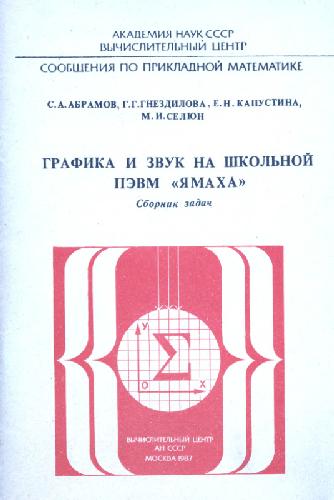 АКАДЕМИЯ НАУК СССР
ВЫЧИСЛИТЕЛЬНЫЙ ЦЕНТР
СООБЩЕНИЯ ПО ПРИКЛАДНОЙ МАТЕМАТИКЕ
С.А.АБРАМОВ, Г.Г.ГНЕЗДИЛОВА, Е.Н.КАПУСТИНА,
М.И.СЕЛЮН
ГРАФИКА И ЗВУК НА ШКОЛЬНОЙ
ПЭВМ «ЯМАХА»
Сборник задач
У
Σ
О Х
ВЫЧИСЛИТЕЛЬНЫЙ ЦЕНТР
АН СССР
МОСКВА 1987